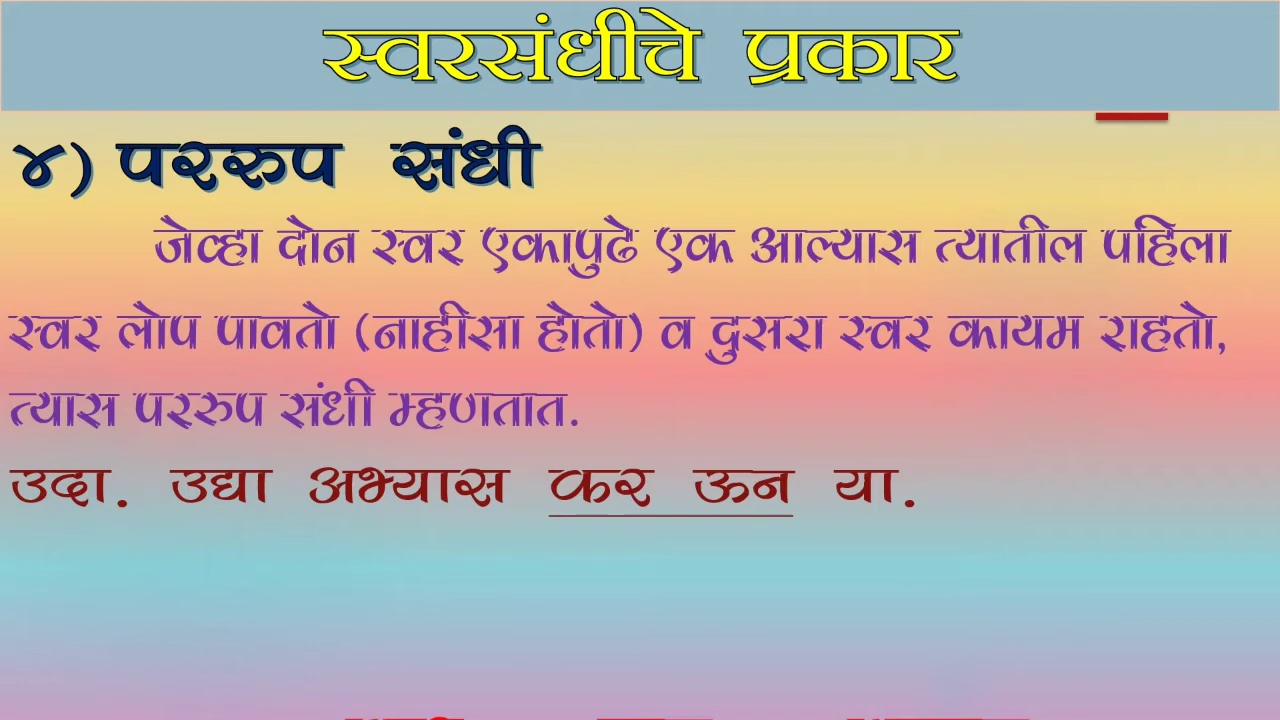 स्वरसंधीचे प्रकार
४) पररुप संधी
जेव्हा दोन स्वर एकापुढे एक आल्यास त्यातील पहिला
स्वर लोप पावतो (नाहीसा होतो) व दुसरा स्वर कायम राहतो,
त्यास पररुप संधी म्हणतात.
उदा. उद्या अभ्यास कर ऊन या.